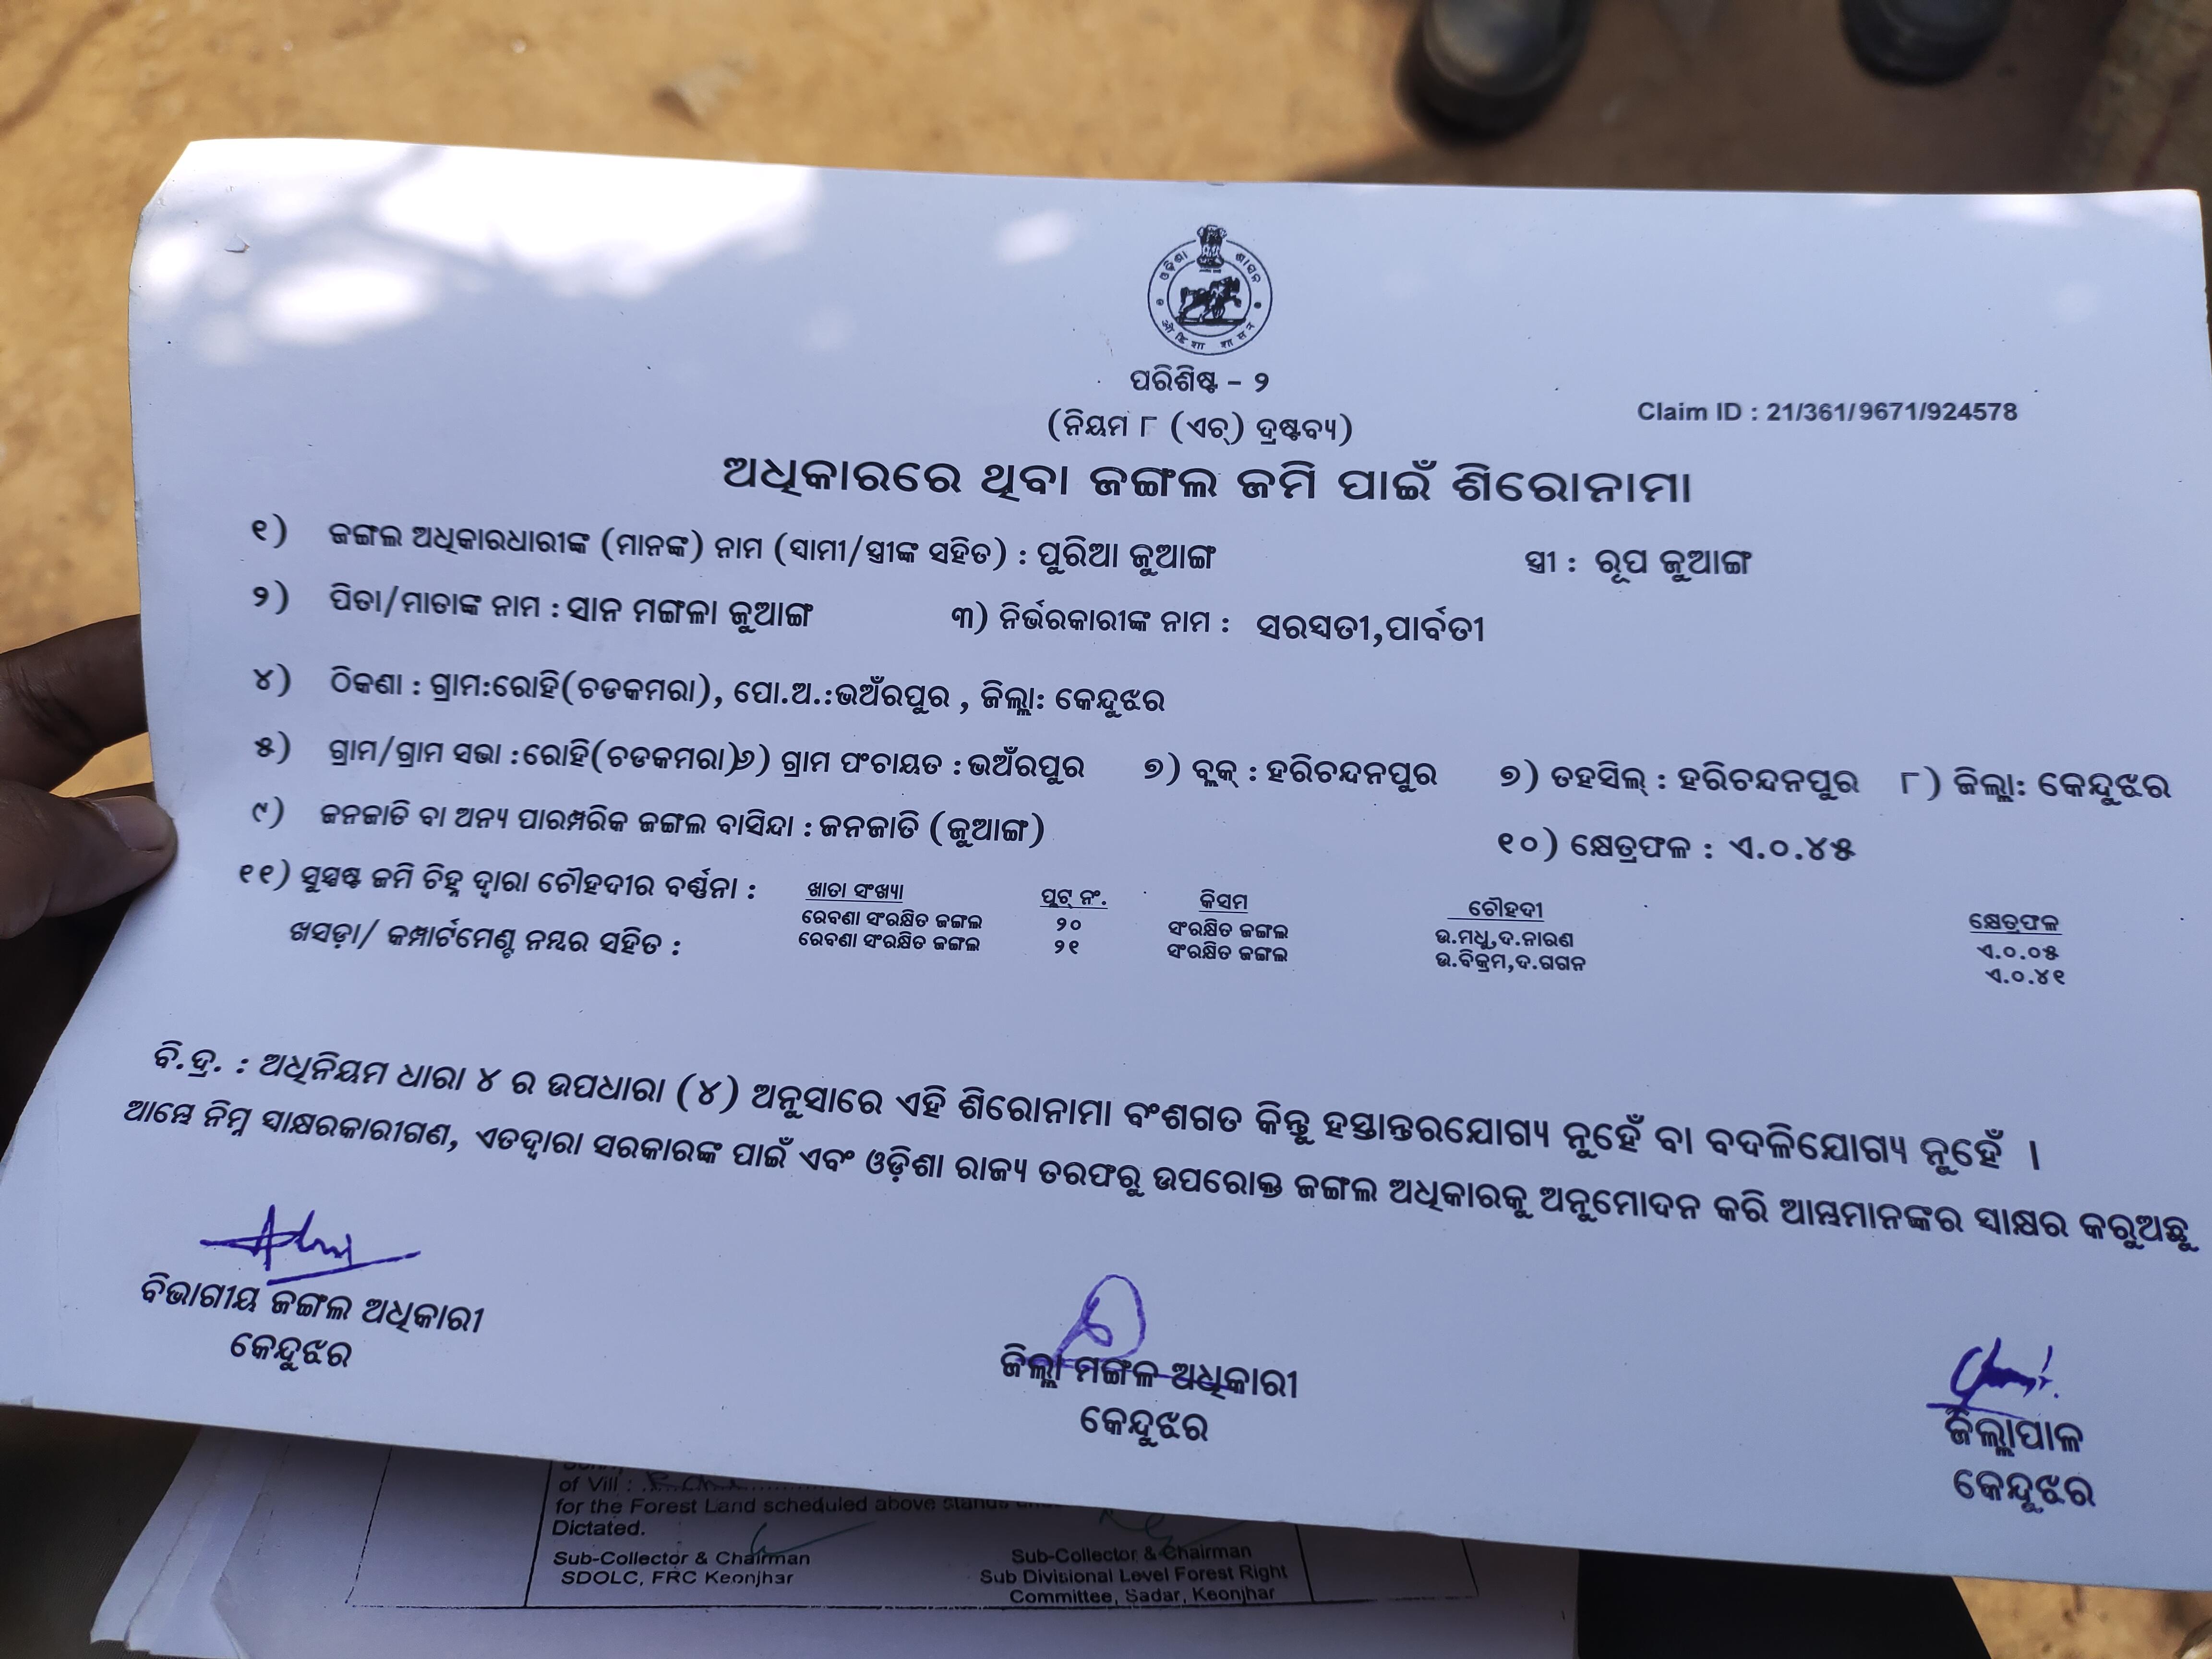 ଓଡ଼ିଶା ଶାସନ
ओडिशा शासन
ପରିଶିଷ୍ଟ - ୨
(ନିୟମ ୮ (ଏଚ୍) ଦ୍ରଷ୍ଟବ୍ୟ)
Claim ID : 21/361/9671/924578
ଅଧିକାରରେ ଥିବା ଜଙ୍ଗଲ ଜମି ପାଇଁ ଶିରୋନାମା
୧) ଜଙ୍ଗଲ ଅଧିକାରଧାରୀଙ୍କ (ମାନଙ୍କ) ନାମ (ସ୍ୱାମୀ/ସ୍ତ୍ରୀଙ୍କ ସହିତ) : ପୁରିଆ ଜୁଆଙ୍ଗ ସ୍ତ୍ରୀ : ରୂପ ଜୁଆଙ୍ଗ
୨) ପିତା/ମାତାଙ୍କ ନାମ : ସାନ ମଙ୍ଗଳା ଜୁଆଙ୍ଗ ୩) ନିର୍ଭରକାରୀଙ୍କ ନାମ : ସରସ୍ୱତୀ,ପାର୍ବତୀ
୪) ଠିକଣା : ଗ୍ରାମ:ରୋହି(ଚଡକମରା), ପୋ.ଅ.:ଭଅଁରପୁର , ଜିଲ୍ଲା: କେନ୍ଦୁଝର
୫) ଗ୍ରାମ/ଗ୍ରାମ ସଭା :ରୋହି(ଚଡକମରା) ୬) ଗ୍ରାମ ପଂଚାୟତ : ଭଅଁରପୁର ୭) ବ୍ଲକ୍ : ହରିଚନ୍ଦନପୁର ୭) ତହସିଲ୍ : ହରିଚନ୍ଦନପୁର ୮) ଜିଲ୍ଲା: କେନ୍ଦୁଝର
୯) ଜନଜାତି ବା ଅନ୍ୟ ପାରମ୍ପରିକ ଜଙ୍ଗଲ ବାସିନ୍ଦା : ଜନଜାତି (ଜୁଆଙ୍ଗ) ୧୦) କ୍ଷେତ୍ରଫଳ : ଏ.୦.୪୫
୧୧) ସୁସ୍ପଷ୍ଟ ଜମି ଚିହ୍ନ ଦ୍ୱାରା ଚୌହଦୀର ବର୍ଣ୍ଣନା : ଖାତା ସଂଖ୍ୟା ପ୍ଲଟ୍ ନଂ. କିସମ ଚୌହଦୀ କ୍ଷେତ୍ରଫଳ
ରେବଣା ସଂରକ୍ଷିତ ଜଙ୍ଗଲ ୨୦ ସଂରକ୍ଷିତ ଜଙ୍ଗଲ ଉ.ମଧୁ,ଦ.ନାରଣ ଏ.୦.୦୫
ଖସଡ଼ା/ କମ୍ପାର୍ଟମେଣ୍ଟ ନମ୍ୱର ସହିତ : ରେବଣା ସଂରକ୍ଷିତ ଜଙ୍ଗଲ ୨୧ ସଂରକ୍ଷିତ ଜଙ୍ଗଲ ଉ.ବିକ୍ରମ,ଦ.ଗଗନ ଏ.୦.୪୧
ବି.ଦ୍ର. : ଅଧିନିୟମ ଧାରା ୪ ର ଉପଧାରା (୪) ଅନୁସାରେ ଏହି ଶିରୋନାମା ବଂଶଗତ କିନ୍ତୁ ହସ୍ତାନ୍ତରଯୋଗ୍ୟ ନୁହେଁ ବା ବଦଳିଯୋଗ୍ୟ ନୁହେଁ ।
ଆମ୍ଭେ ନିମ୍ନ ସ୍ୱାକ୍ଷରକାରୀଗଣ, ଏତଦ୍ୱାରା ସରକାରଙ୍କ ପାଇଁ ଏବଂ ଓଡ଼ିଶା ରାଜ୍ୟ ତରଫରୁ ଉପରୋକ୍ତ ଜଙ୍ଗଲ ଅଧିକାରକୁ ଅନୁମୋଦନ କରି ଆମ୍ଭମାନଙ୍କର ସ୍ୱାକ୍ଷର କରୁଅଛୁ
ବିଭାଗୀୟ ଜଙ୍ଗଲ ଅଧିକାରୀ
କେନ୍ଦୁଝର
ଜିଲ୍ଲା ମଙ୍ଗଳ ଅଧିକାରୀ
କେନ୍ଦୁଝର
ଜିଲ୍ଲାପାଳ
କେନ୍ଦୁଝର
of Vill :
for the Forest Land scheduled above stands
Dictated.
Sub-Collector & Chairman
SDOLC, FRC Keonjhar
Sub-Collector & Chairman
Sub Divisional Level Forest Right
Committee, Sadar, Keonjhar